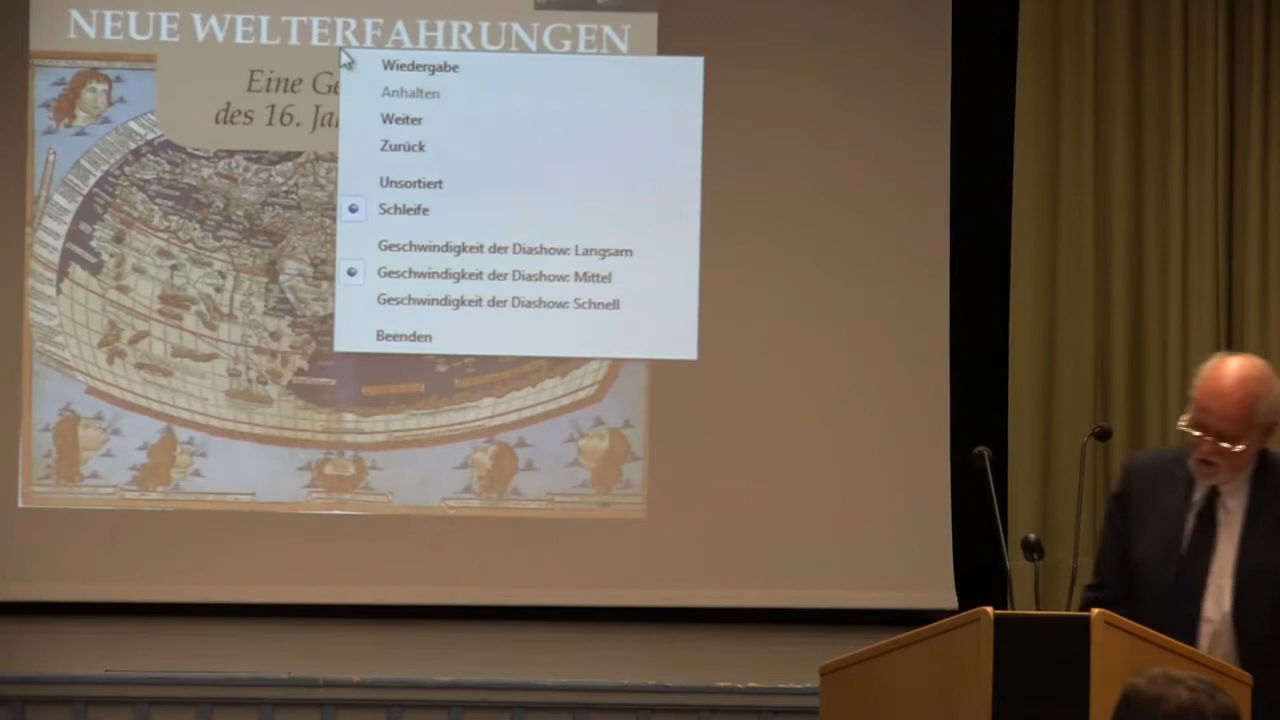 NEUE WELTERFAHRUNGEN
Eine Ge
des 16. Ja
Wiedergabe
Anhalten
Weiter
Zurück
Unsortiert
Schleife
Geschwindigkeit der Diashow: Langsam
Geschwindigkeit der Diashow: Mittel
Geschwindigkeit der Diashow: Schnell
Beenden